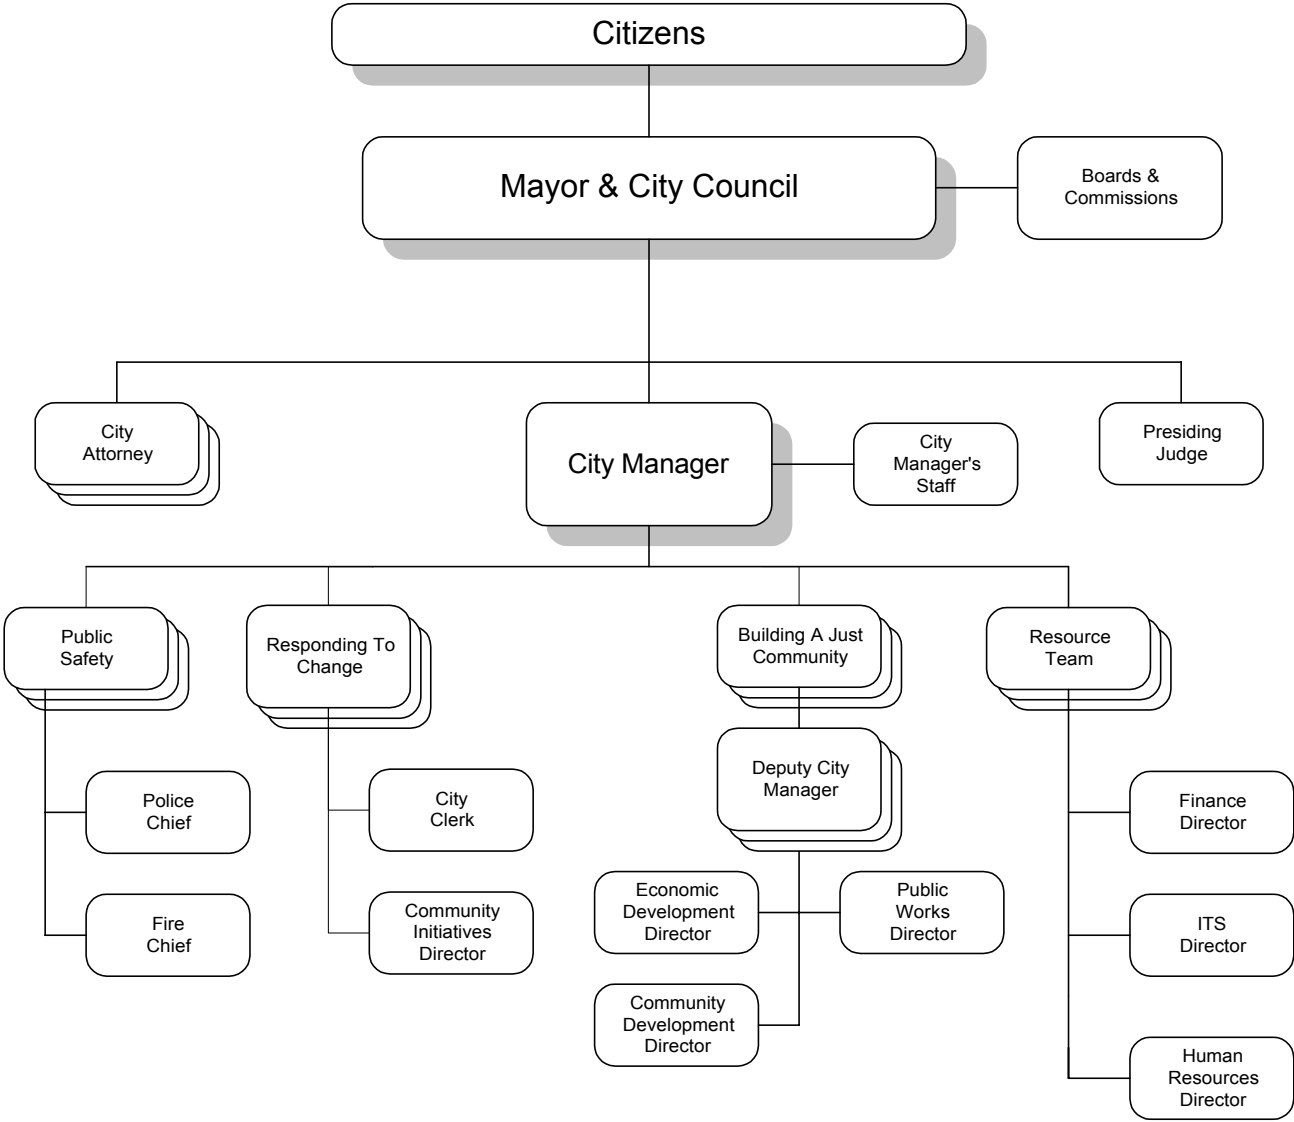 Citizens
Mayor & City Council
Boards &
Commissions
City
Attorney
City Manager
City
Manager's
Staff
Presiding
Judge
Public
Safety
Responding To
Change
Building A Just
Community
Resource
Team
Deputy City
Manager
Police
Chief
City
Clerk
Finance
Director
Fire
Chief
Community
Initiatives
Director
Economic
Development
Director
Public
Works
Director
ITS
Director
Community
Development
Director
Human
Resources
Director